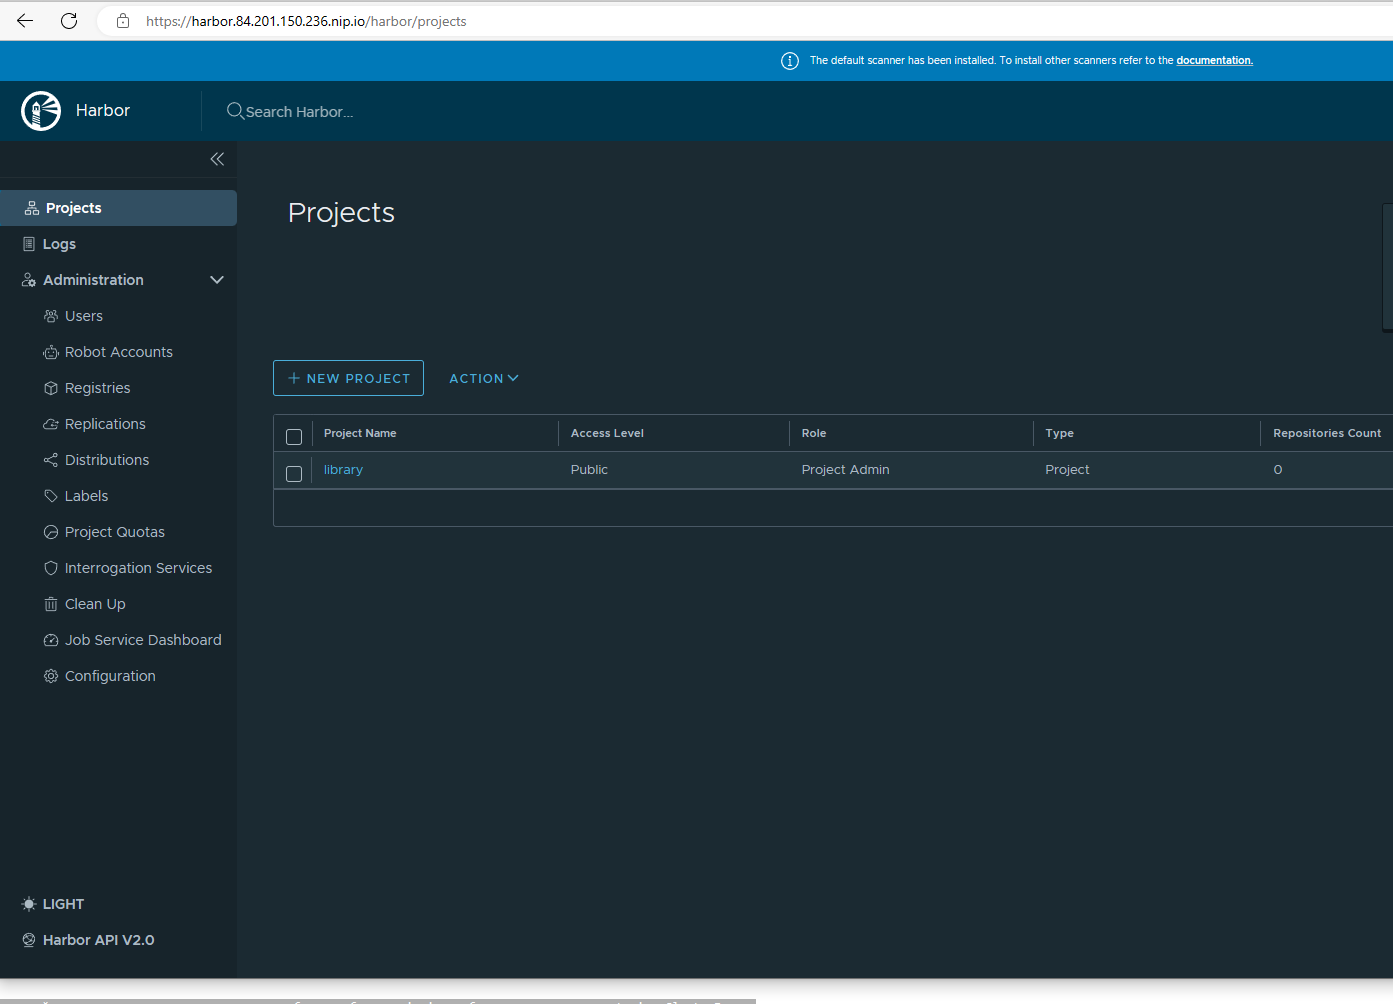 https://harbor.84.201.150.236.nip.io/harbor/projects
The default scanner has been installed. To install other scanners refer to the documentation.
Harbor
Search Harbor...
Projects
Logs
Administration
Users
Robot Accounts
Registries
Replications
Distributions
Labels
Project Quotas
Interrogation Services
Clean Up
Job Service Dashboard
Configuration
LIGHT
Harbor API V2.0
Projects
+ NEW PROJECT ACTION
Project Name Access Level Role Type Repositories Count
library Public Project Admin Project 0